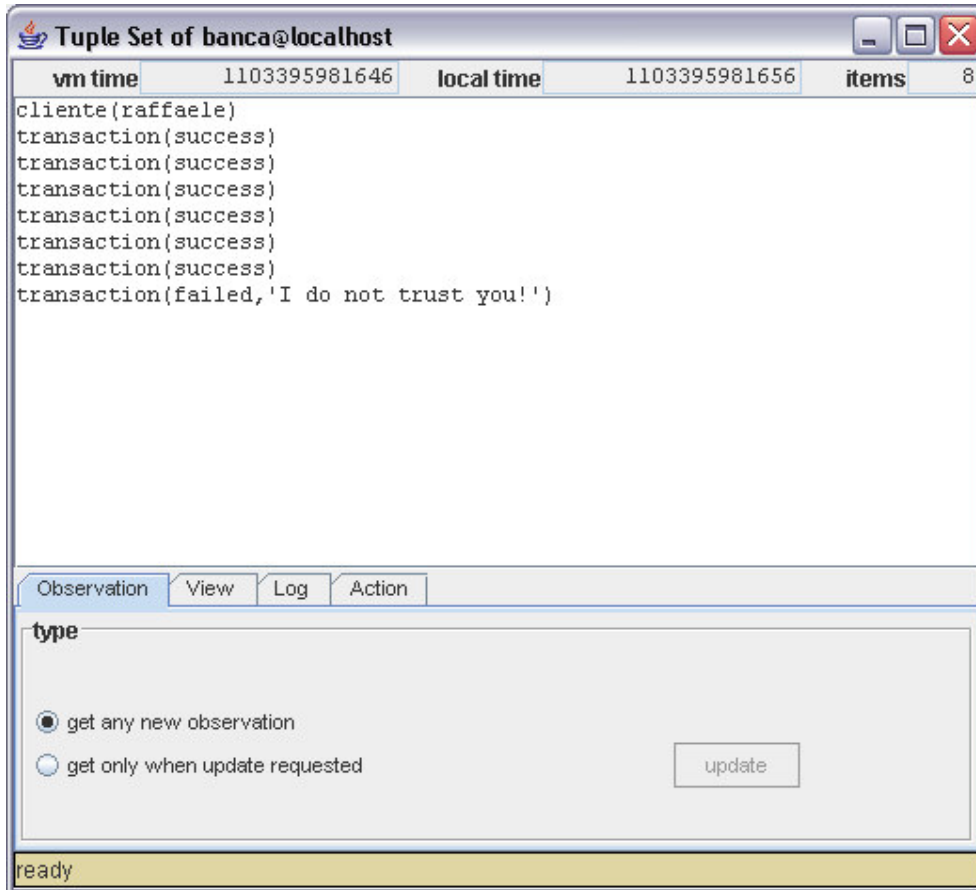 Tuple Set of banca@localhost
vm time 1103395981646 local time 1103395981656 items 8
cliente(raffaele)
transaction(success)
transaction(success)
transaction(success)
transaction(success)
transaction(success)
transaction(success)
transaction(failed,'I do not trust you!')
Observation View Log Action
type
get any new observation
get only when update requested update
ready